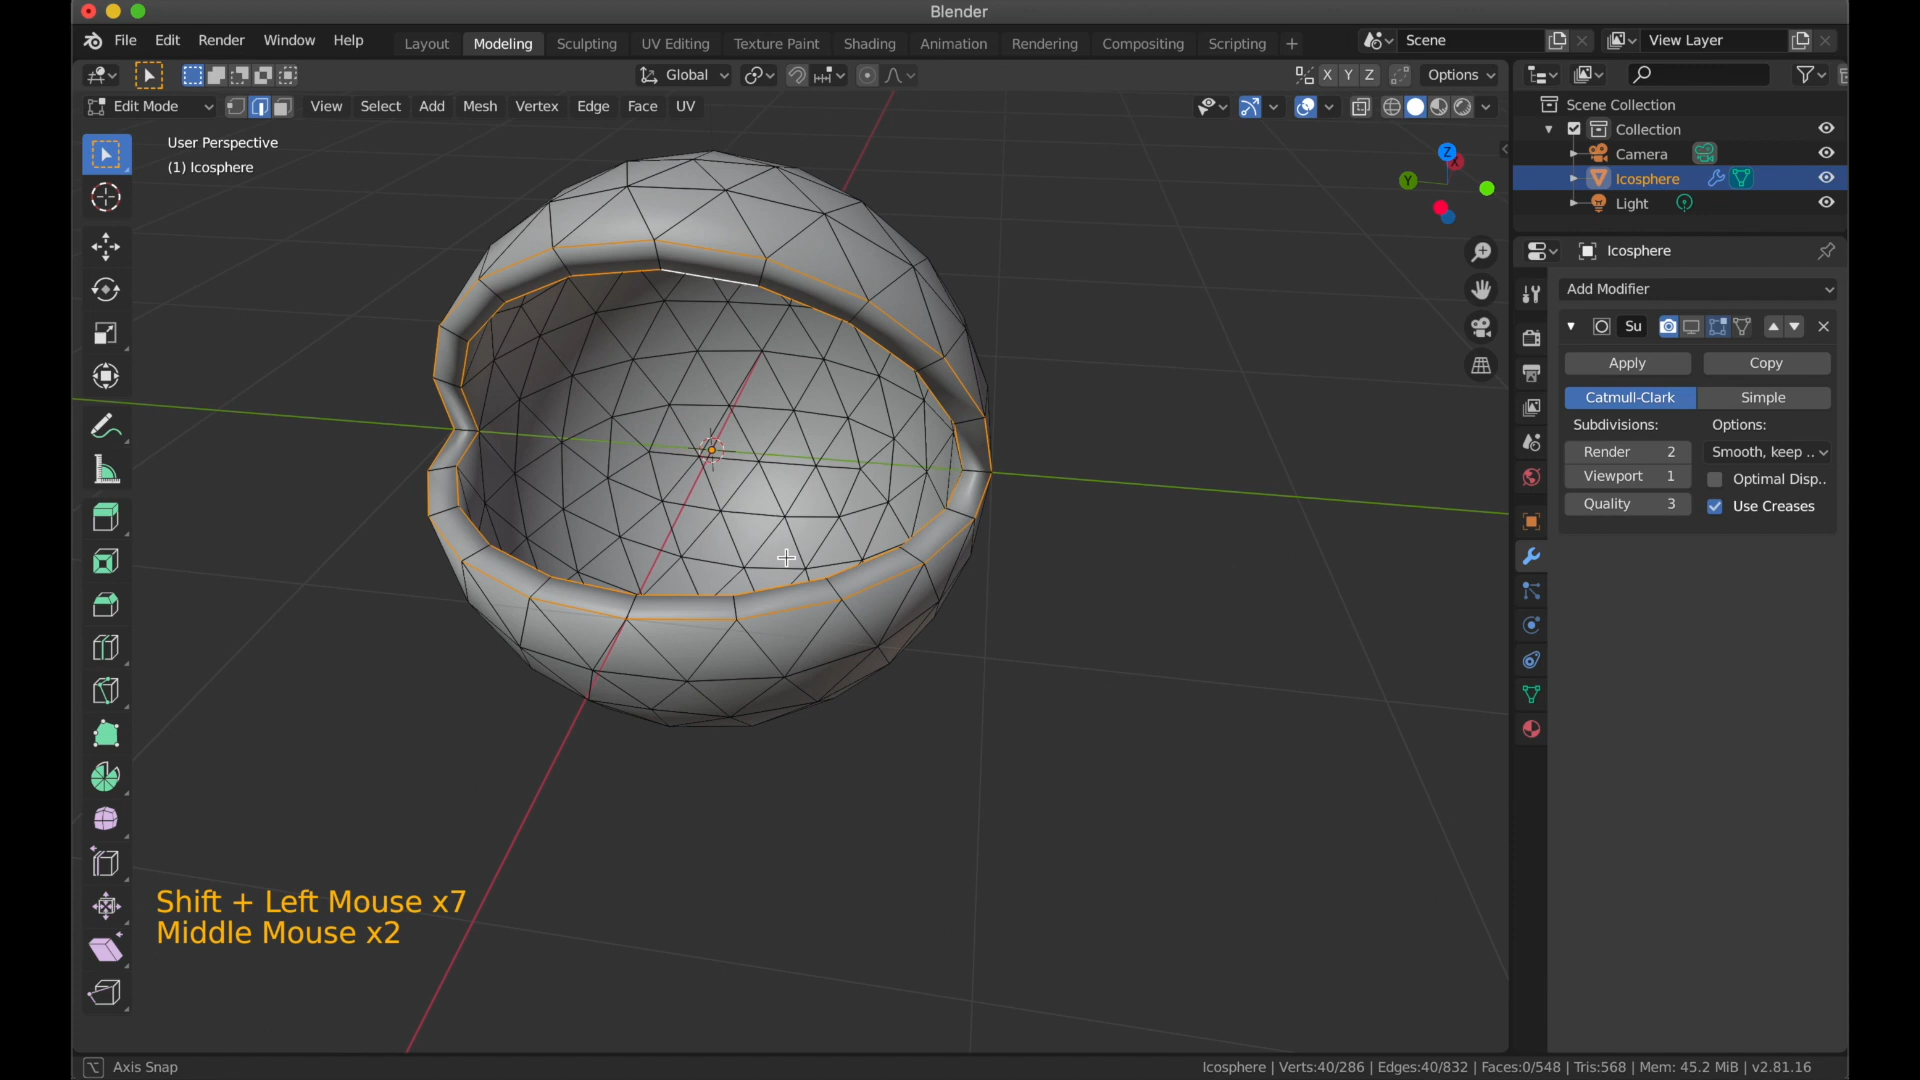 Blender
File Edit Render Window Help Layout Modeling Sculpting UV Editing Texture Paint Shading Animation Rendering Compositing Scripting + Scene View Layer
Global X Y Z Options
Edit Mode View Select Add Mesh Vertex Edge Face UV
User Perspective
(1) Icosphere
Z
X
Y
Scene Collection
Collection
Camera
Icosphere
Light
Icosphere
Add Modifier
Su
Apply Copy
Catmull-Clark Simple
Subdivisions: Options:
Render 2 Smooth, keep ..
Viewport 1 Optimal Disp..
Quality 3 Use Creases
Shift + Left Mouse x7
Middle Mouse x2
Axis Snap
Icosphere | Verts:40/286 | Edges:40/832 | Faces:0/548 | Tris:568 | Mem: 45.2 MiB | v2.81.16